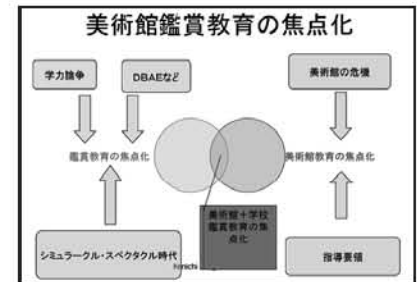 美術館鑑賞教育の焦点化
学力論争
DBAEなど
美術館の危機
鑑賞教育の焦点化
美術館教育の焦点化
美術館＋学校
鑑賞教育の焦
点化
シミュラークル・スペクタクル時代
指導要領